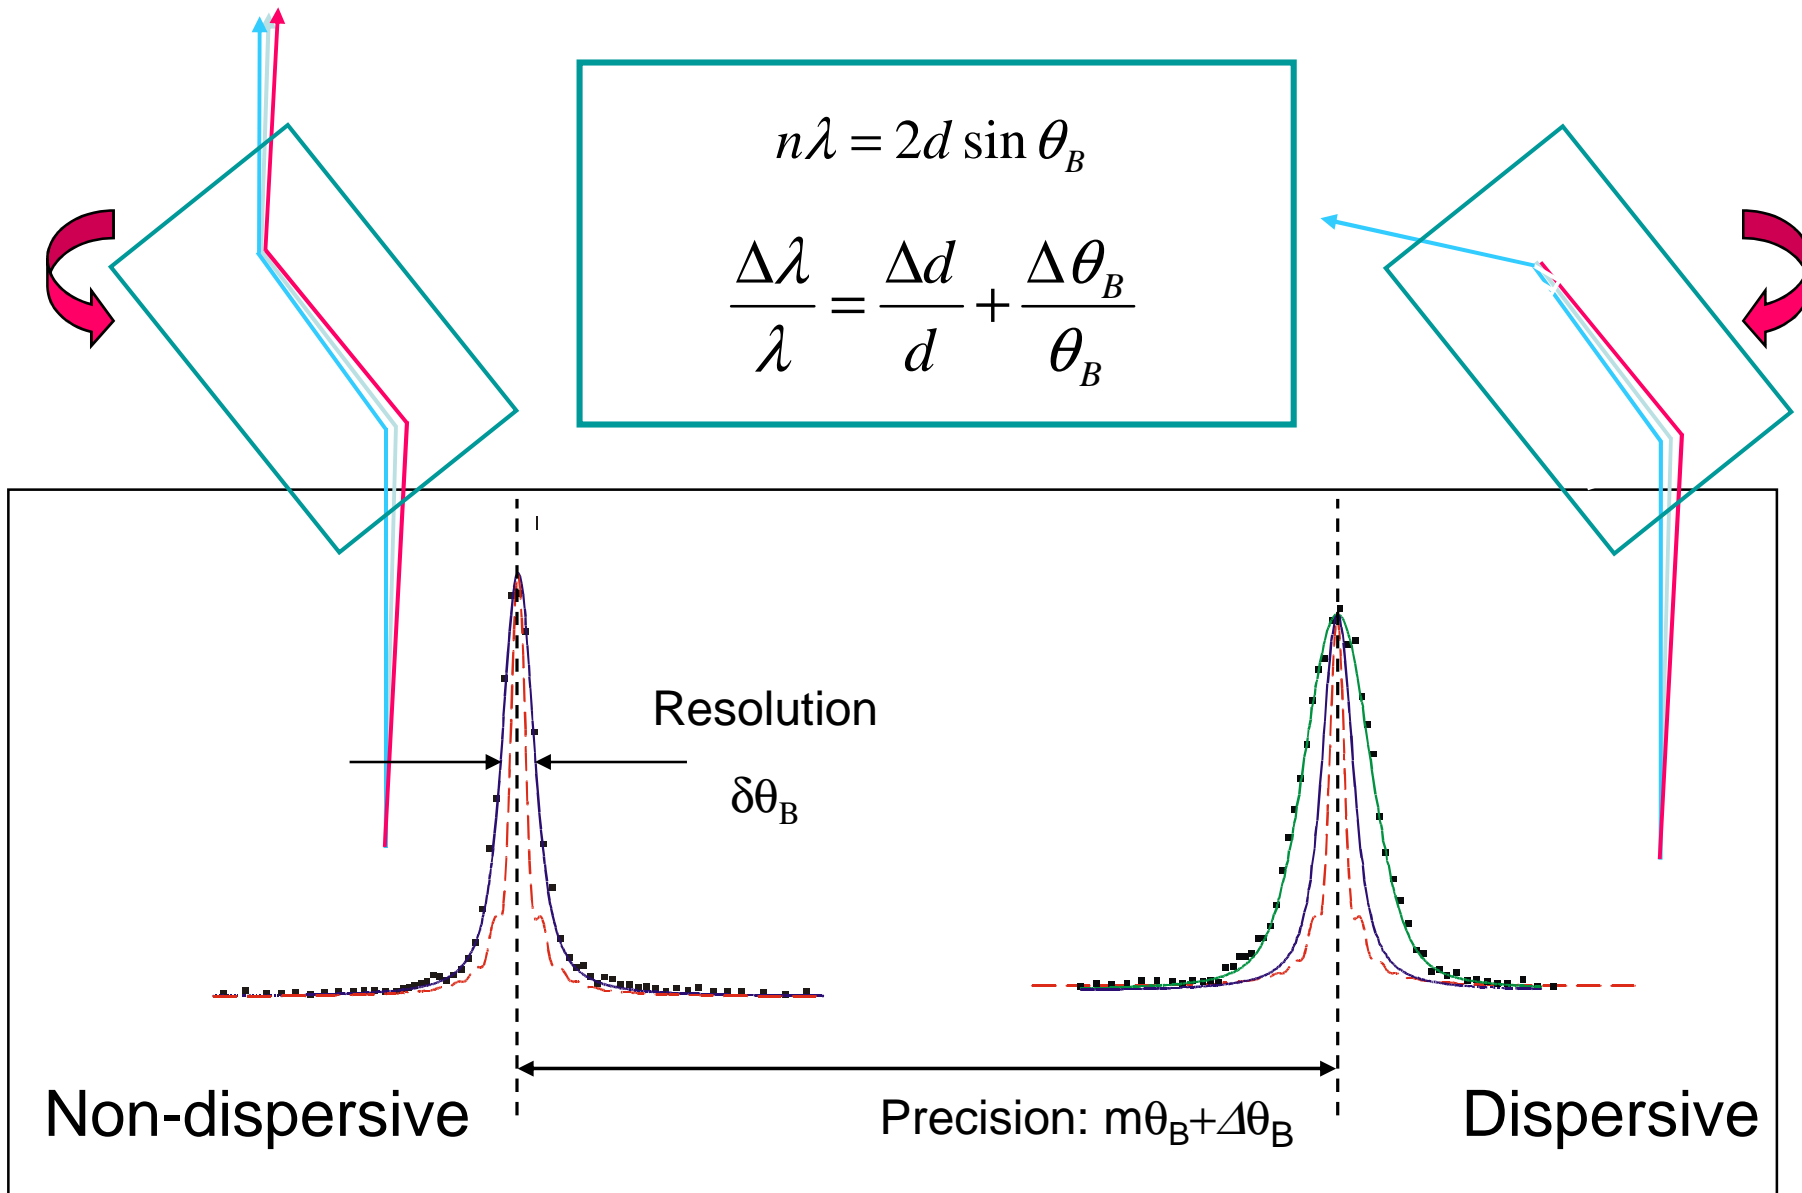 nλ = 2d sin θ_B
Δλ/λ = Δd/d + Δθ_B/θ_B
Resolution
δθ_B
Precision: mθ_B+Δθ_B
Non-dispersive
Dispersive